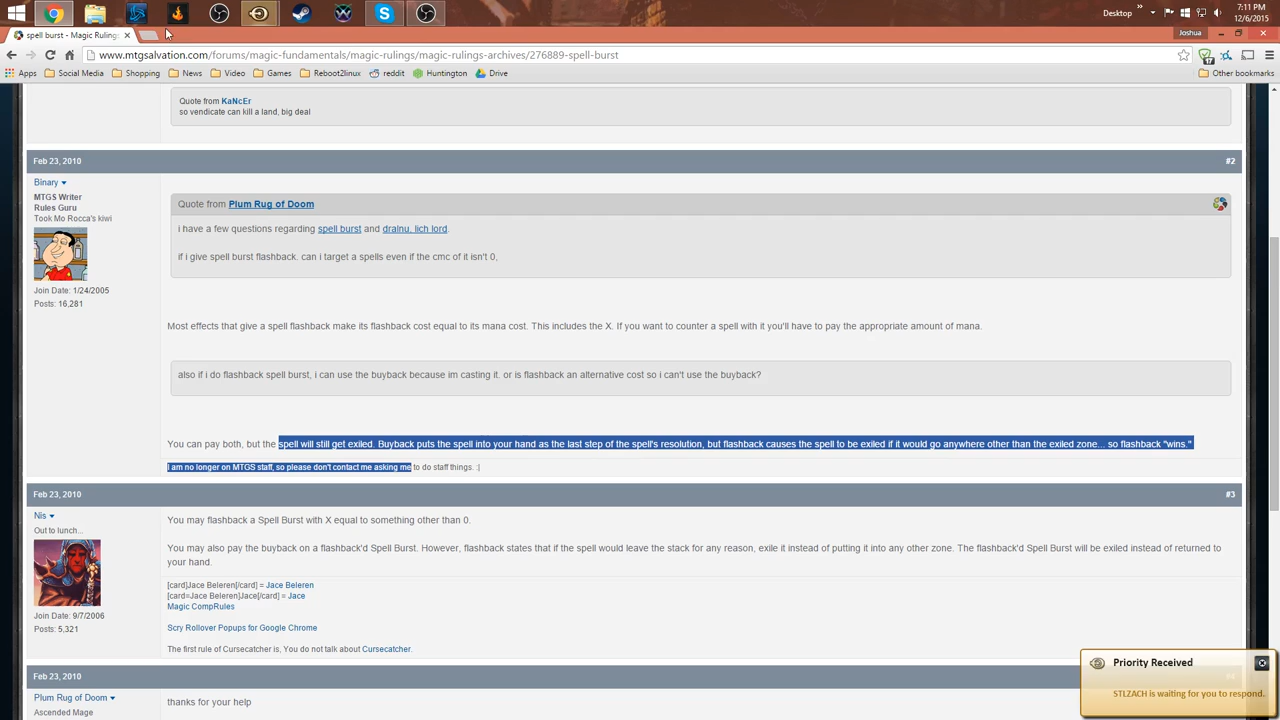 7:11 PM
Desktop
12/6/2015
spell burst - Magic Rulings
Joshua
www.mtgsalvation.com/forums/magic-fundamentals/magic-rulings/magic-rulings-archives/276889-spell-burst
Apps Social Media Shopping News Video Games Reboot2linux reddit Huntington Drive Other bookmarks
17
Quote from KaNcEr
so vendicate can kill a land, big deal
Feb 23, 2010 #2
Binary
MTGS Writer
Rules Guru
Took Mo Rocca's kiwi
Join Date: 1/24/2005
Posts: 16,281
Quote from Plum Rug of Doom
i have a few questions regarding spell burst and dralnu, lich lord.
if i give spell burst flashback. can i target a spells even if the cmc of it isn't 0,
Most effects that give a spell flashback make its flashback cost equal to its mana cost. This includes the X. If you want to counter a spell with it you'll have to pay the appropriate amount of mana.
also if i do flashback spell burst, i can use the buyback because im casting it. or is flashback an alternative cost so i can't use the buyback?
You can pay both, but the spell will still get exiled. Buyback puts the spell into your hand as the last step of the spell's resolution, but flashback causes the spell to be exiled if it would go anywhere other than the exiled zone... so flashback "wins."
I am no longer on MTGS staff, so please don't contact me asking me to do staff things. :|
Feb 23, 2010 #3
Nis
Out to lunch...
Join Date: 9/7/2006
Posts: 5,321
You may flashback a Spell Burst with X equal to something other than 0.
You may also pay the buyback on a flashback'd Spell Burst. However, flashback states that if the spell would leave the stack for any reason, exile it instead of putting it into any other zone. The flashback'd Spell Burst will be exiled instead of returned to
your hand.
[card]Jace Beleren[/card] = Jace Beleren
[card=Jace Beleren]Jace[/card] = Jace
Magic CompRules
Scry Rollover Popups for Google Chrome
The first rule of Cursecatcher is, You do not talk about Cursecatcher.
Feb 23, 2010
Plum Rug of Doom
Ascended Mage
thanks for your help
Priority Received
STLZACH is waiting for you to respond.